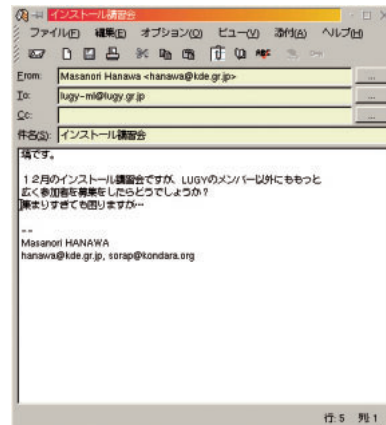 インストール講習会
ファイル(F) 編集(E) オプション(O) ビュー(V) 添付(A) ヘルプ(H)
ABC
From: Masanori Hanawa <hanawa@kde.gr.jp> ...
To: lugy-ml@lugy.gr.jp ...
Cc: ...
件名(S): インストール講習会
塙です。
12月のインストール講習会ですが、LUGYのメンバー以外にももっと
広く参加者を募集をしたらどうでしょうか?
集まりすぎても困りますが…
--
Masanori HANAWA
hanawa@kde.gr.jp, sorap@kondara.org
行: 5 列: 1